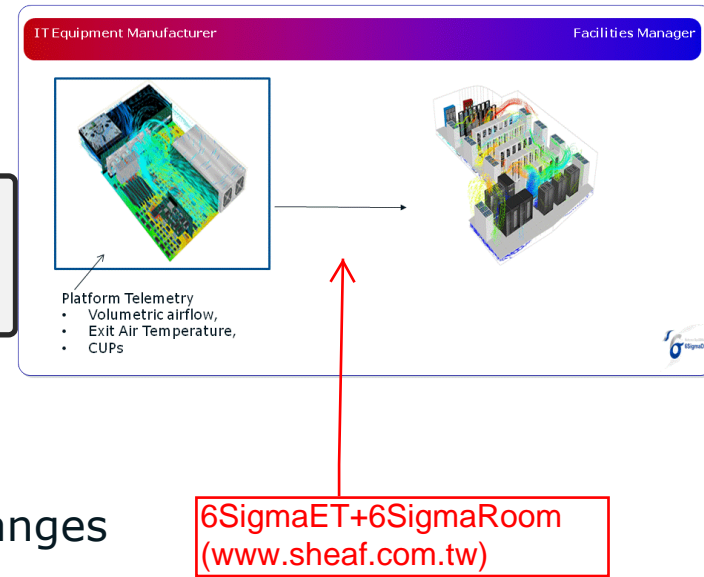 IT Equipment Manufacturer
Facilities Manager
Platform Telemetry
• Volumetric airflow,
• Exit Air Temperature,
• CUPs
6SigmaET+6SigmaRoom
(www.sheaf.com.tw)